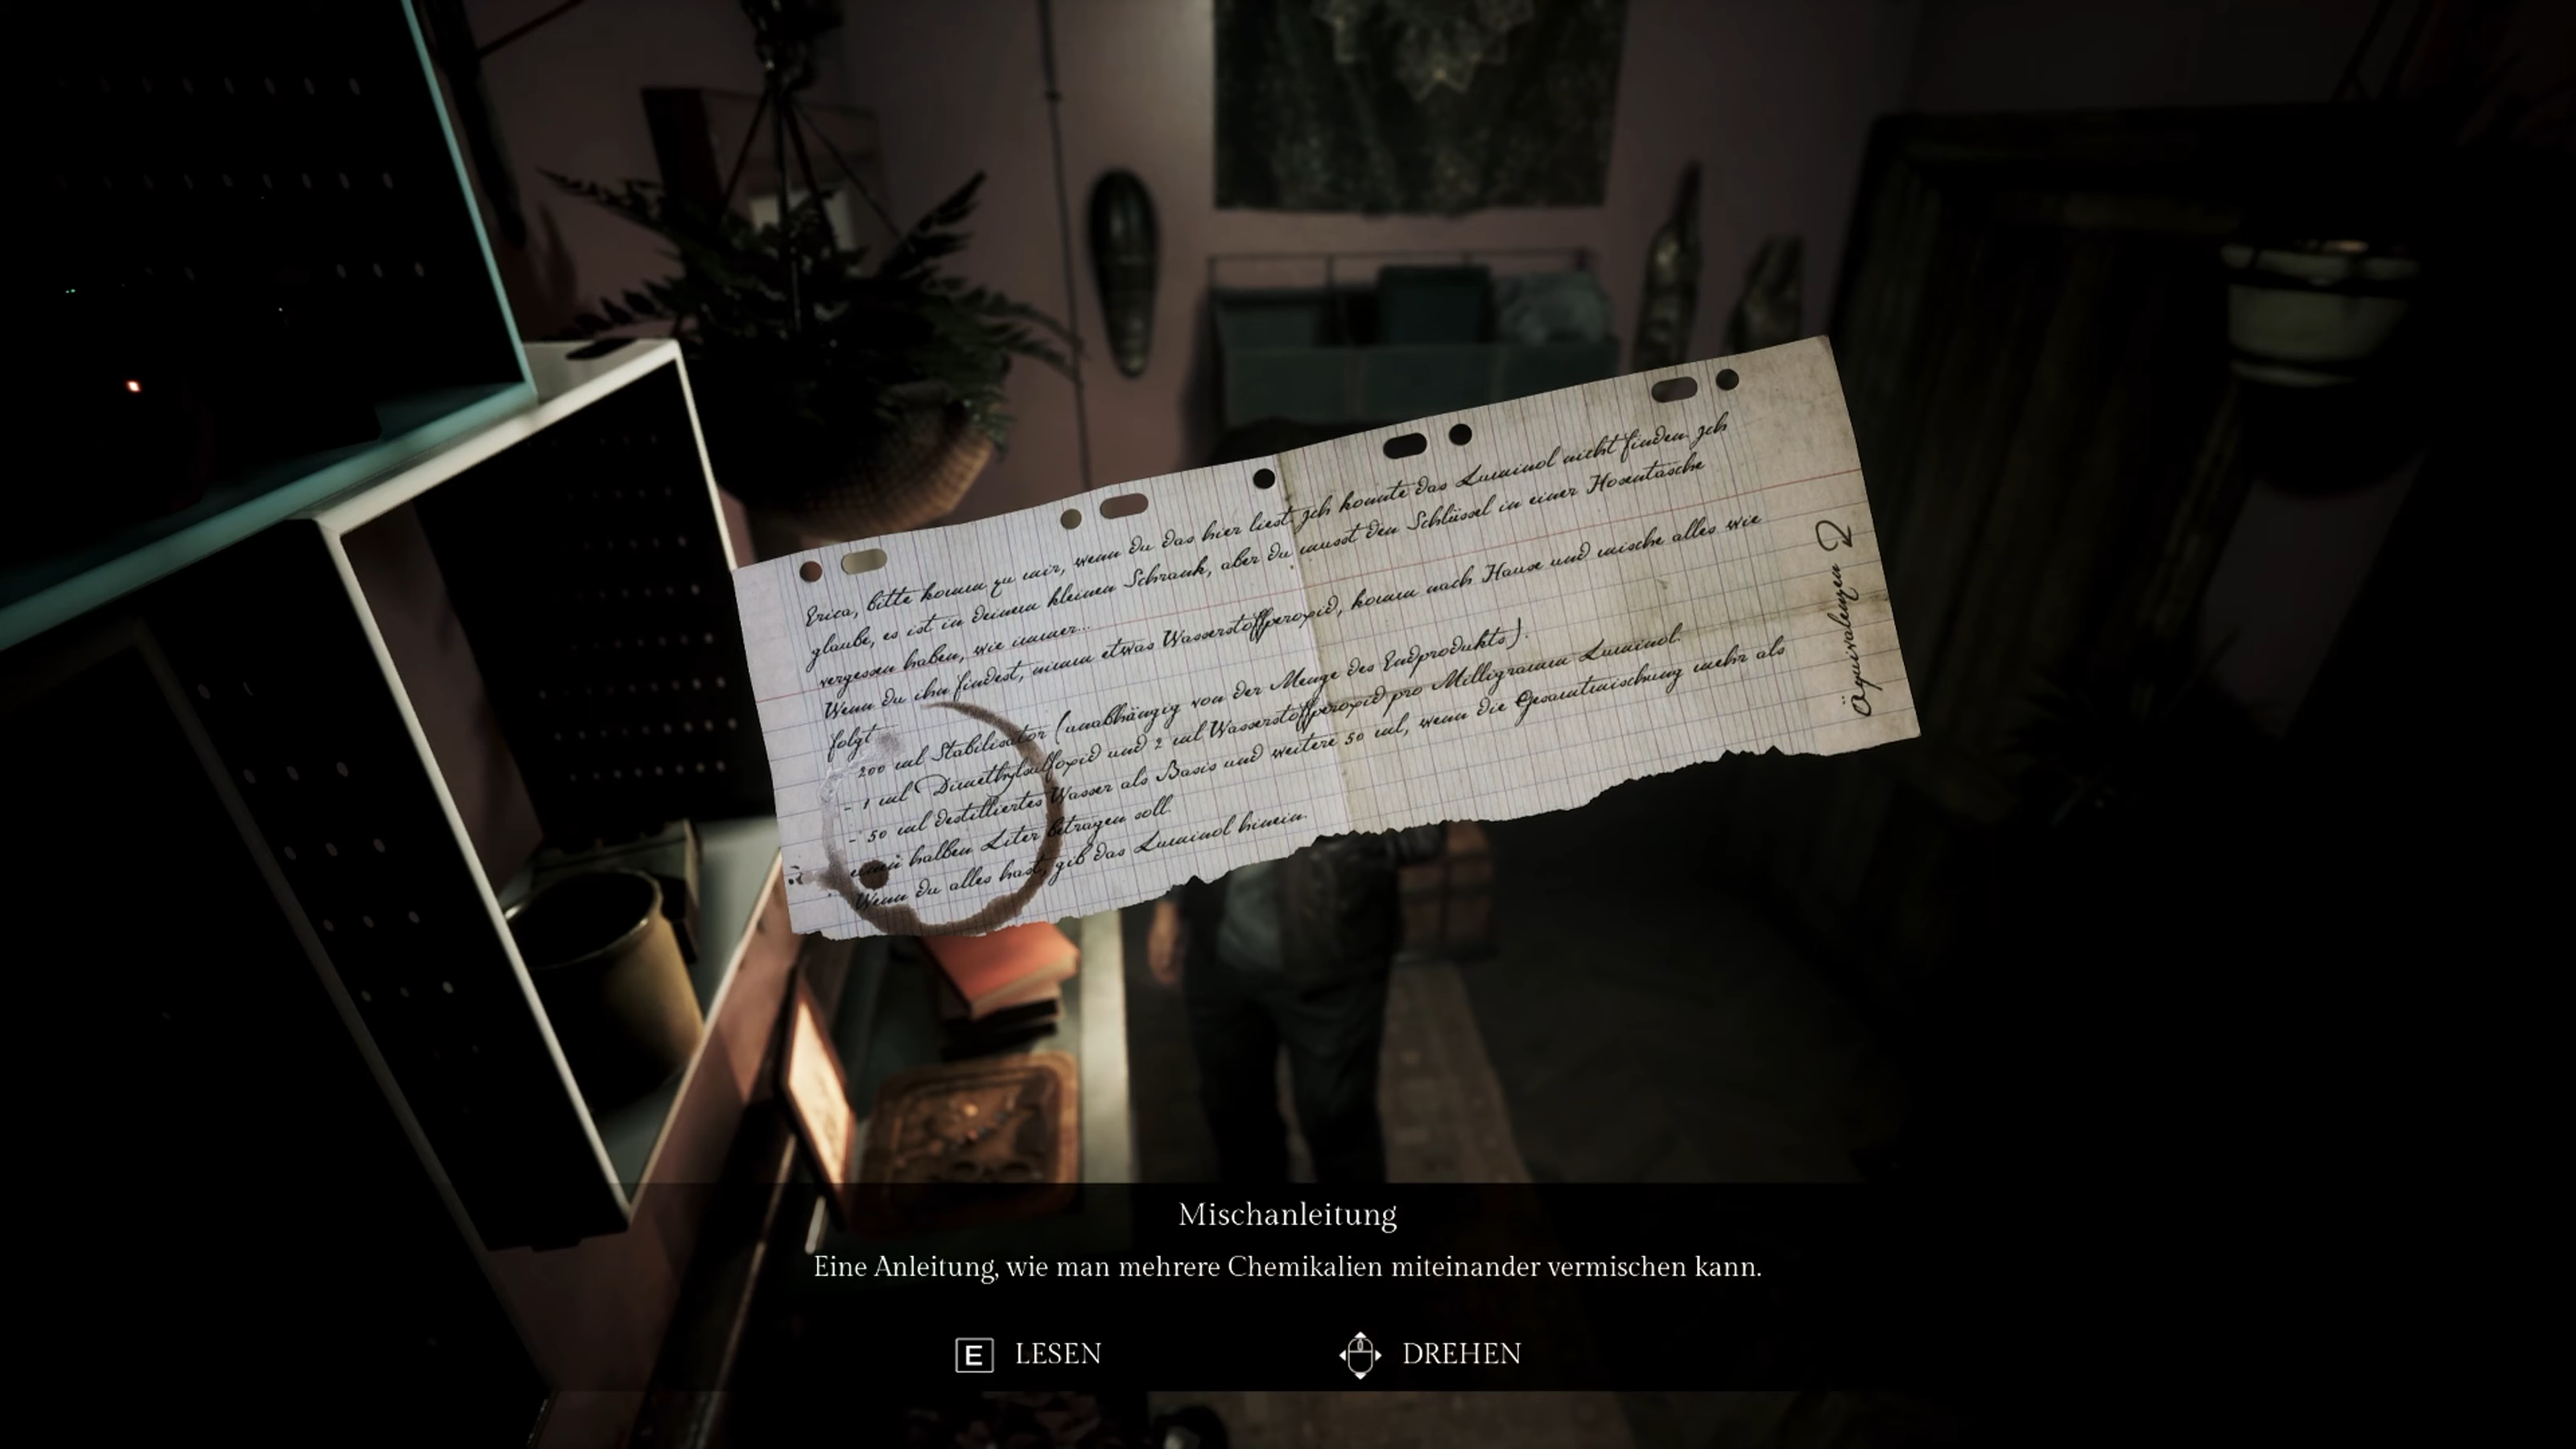 Erica, bitte komm zu mir, wenn du das hier liest. Ich konnte das Luminol nicht finden. Ich
glaube, es ist in deinem kleinen Schrank, aber du musst den Schlüssel in einer Hosentasche
vergessen haben, wie immer...
Wenn du ihn findest, nimm etwas Wasserstoffperoxid, komm nach Hause und mische alles wie
folgt
- 200 ml Stabilisator (unabhängig von der Menge des Endprodukts).
- 1 ml Dimethylsulfoxid und 2 ml Wasserstoffperoxid pro Milligramm Luminol.
- 50 ml destilliertes Wasser als Basis und weitere 50 ml, wenn die Gesamtmischung mehr als
einen halben Liter betragen soll.
Wenn du alles hast, gib das Luminol hinein.
Äquivalenzen
Mischanleitung
Eine Anleitung, wie man mehrere Chemikalien miteinander vermischen kann.
E LESEN
DREHEN